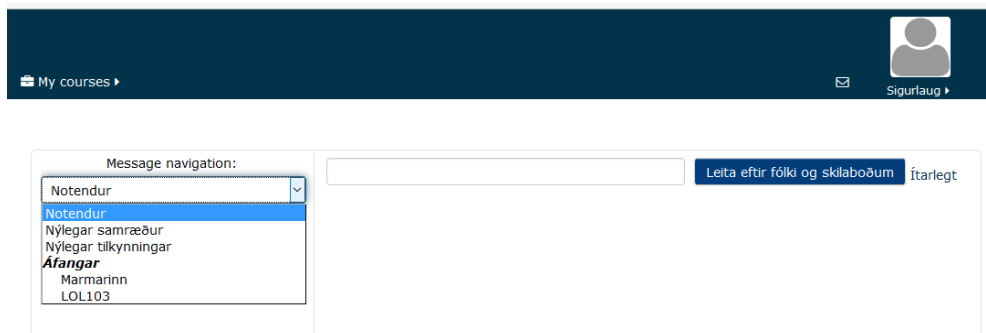 My courses
Sigurlaug
Message navigation:
Notendur
Leita eftir fólki og skilaboðum Ítarlegt
Notendur
Nýlegar samræður
Nýlegar tilkynningar
Áfangar
Marmarinn
LOL103